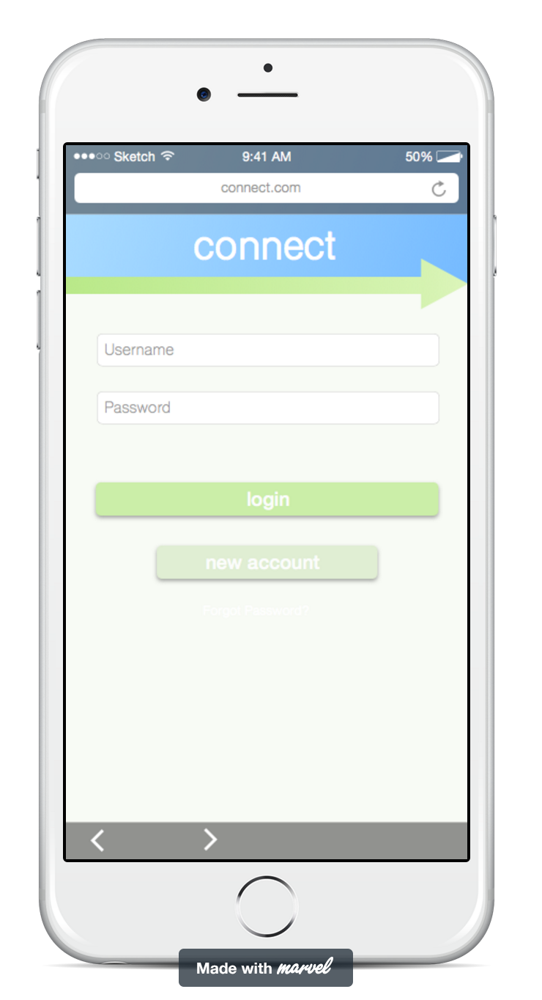 Sketch 9:41 AM 50%
connect.com
connect
Username
Password
login
new account
Forgot Password?
Made with marvel